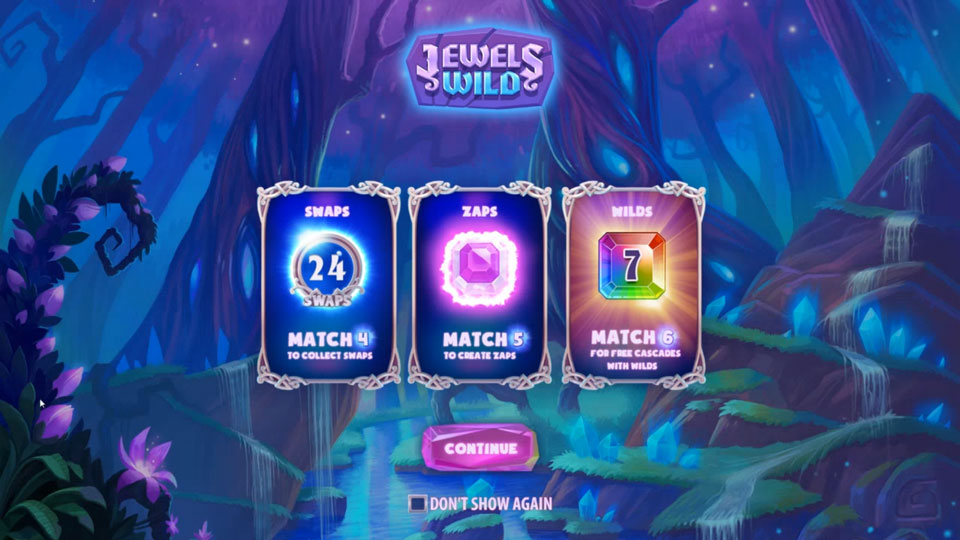 JEWELS
WILD
SWAPS
24
SWAPS
MATCH 4
TO COLLECT SWAPS
ZAPS
MATCH 5
TO CREATE ZAPS
WILDS
7
MATCH 6
FOR FREE CASCADES
WITH WILDS
CONTINUE
DON'T SHOW AGAIN